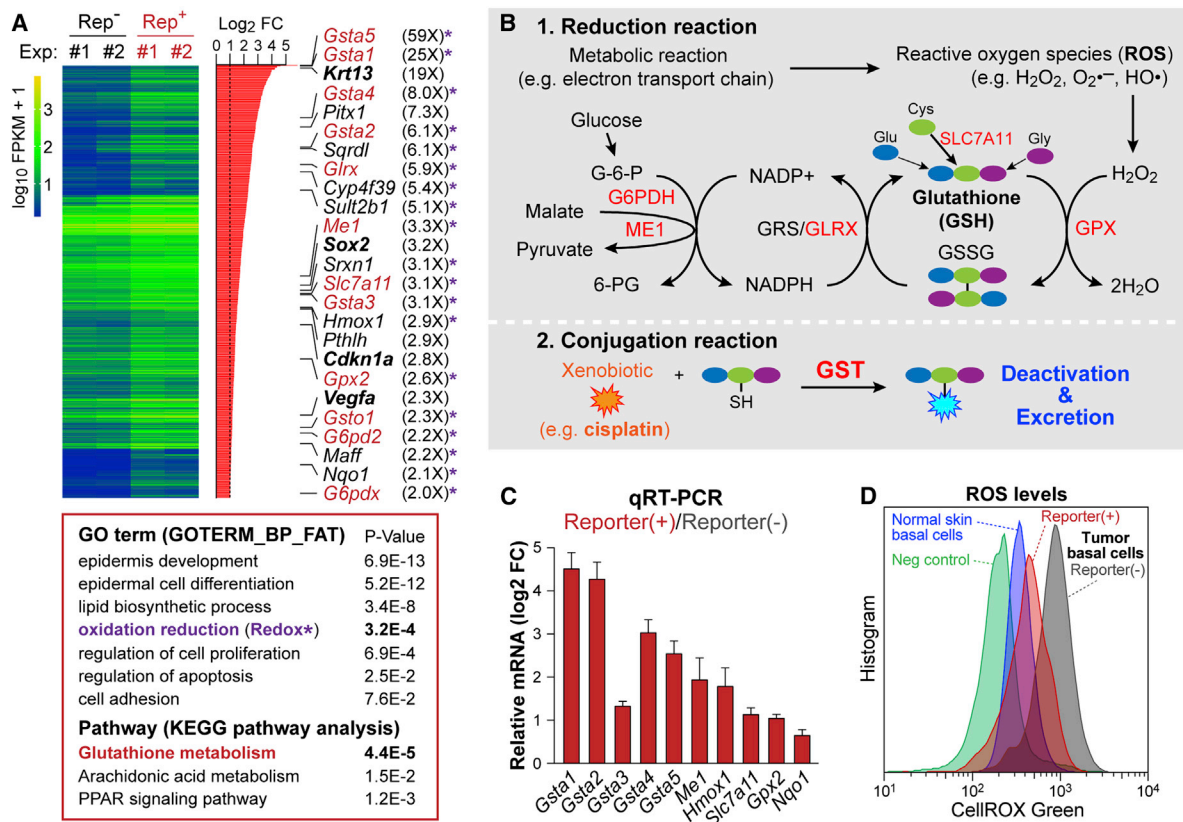 A
Rep⁻ Rep⁺
Exp: #1 #2 #1 #2
Log₂ FC
0 1 2 3 4 5
log10 FPKM + 1
3
2
1
Gsta5 (59X)*
Gsta1 (25X)*
Krt13 (19X)
Gsta4 (8.0X)*
Pitx1 (7.3X)
Gsta2 (6.1X)*
Sqrdl (6.1X)*
Glrx (5.9X)*
Cyp4f39 (5.4X)*
Sult2b1 (5.1X)*
Me1 (3.3X)*
Sox2 (3.2X)
Srxn1 (3.1X)*
Slc7a11 (3.1X)*
Gsta3 (3.1X)*
Hmox1 (2.9X)*
Pthlh (2.9X)
Cdkn1a (2.8X)
Gpx2 (2.6X)*
Vegfa (2.3X)
Gsto1 (2.3X)*
G6pd2 (2.2X)*
Maff (2.2X)*
Nqo1 (2.1X)*
G6pdx (2.0X)*
GO term (GOTERM_BP_FAT) P-Value
epidermis development 6.9E-13
epidermal cell differentiation 5.2E-12
lipid biosynthetic process 3.4E-8
oxidation reduction (Redox*) 3.2E-4
regulation of cell proliferation 6.9E-4
regulation of apoptosis 2.5E-2
cell adhesion 7.6E-2
Pathway (KEGG pathway analysis)
Glutathione metabolism 4.4E-5
Arachidonic acid metabolism 1.5E-2
PPAR signaling pathway 1.2E-3
B
1. Reduction reaction
Metabolic reaction
(e.g. electron transport chain)
Reactive oxygen species (ROS)
(e.g. H₂O₂, O₂•⁻, HO•)
Glucose
G-6-P
G6PDH
Malate
ME1
Pyruvate
6-PG
NADP+
NADPH
GRS/GLRX
Cys
SLC7A11
Glu
Gly
Glutathione
(GSH)
GSSG
H₂O₂
GPX
2H₂O
2. Conjugation reaction
Xenobiotic
(e.g. cisplatin)
+
SH
GST
Deactivation
&
Excretion
C
qRT-PCR
Reporter(+)/Reporter(-)
Relative mRNA (log2 FC)
5
4
3
2
1
0
Gsta1 Gsta2 Gsta3 Gsta4 Gsta5 Me1 Hmox1 Slc7a11 Gpx2 Nqo1
D
ROS levels
Normal skin
basal cells
Neg control
Reporter(+)
Tumor
basal cells
Reporter(-)
Histogram
10¹ 10² 10³ 10⁴
CellROX Green